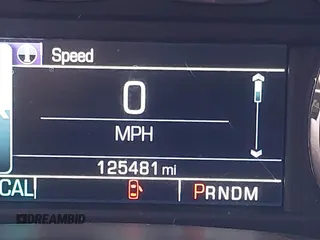 Speed
0
MPH
125481 mi
CAL
PRNDM
DREAMBID